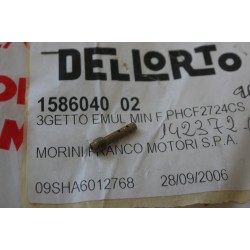 DELLORTO
1586040 02
3GETTO EMUL MIN F.PHCF2724CS
142372
MORINI FRANCO MOTORI S.P.A.
09SHA6012768 28/09/2006